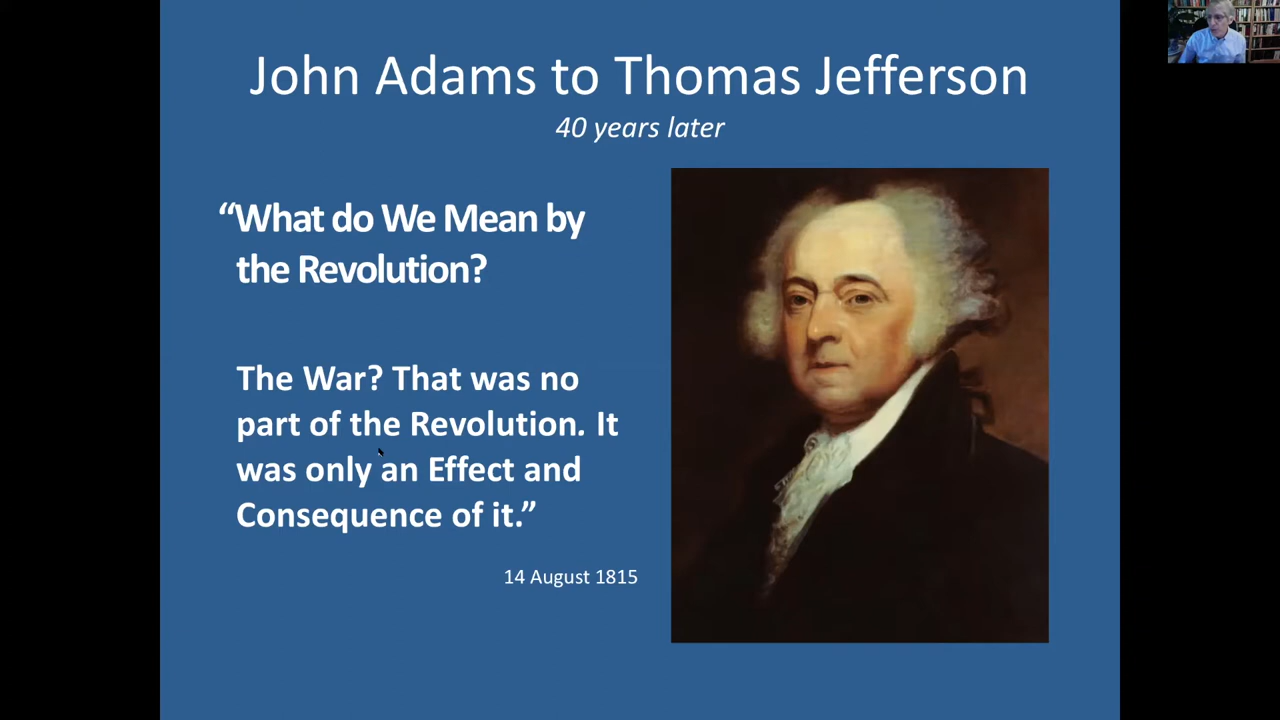 John Adams to Thomas Jefferson
40 years later
“What do We Mean by
the Revolution?
The War? That was no
part of the Revolution. It
was only an Effect and
Consequence of it.”
14 August 1815